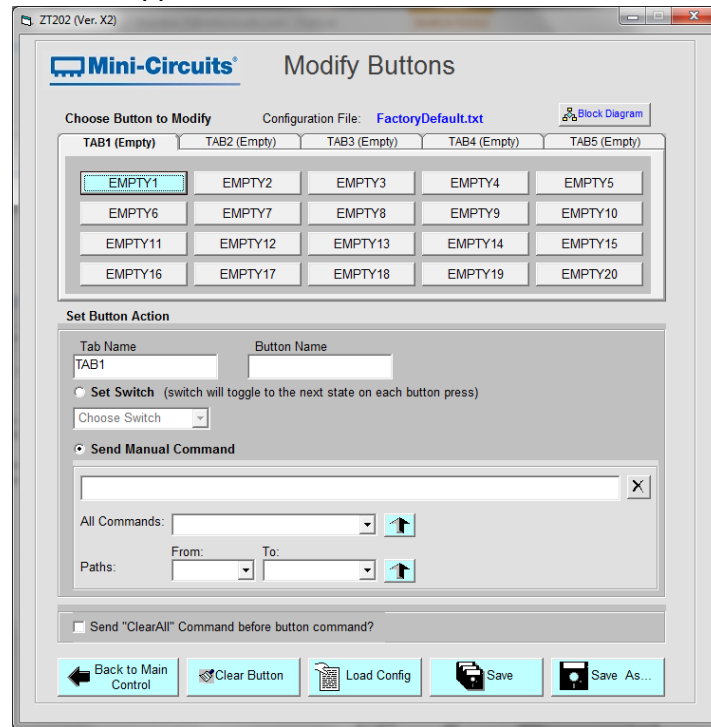 ZT202 (Ver. X2)
Mini-Circuits®
Modify Buttons
Choose Button to Modify Configuration File: FactoryDefault.txt Block Diagram
TAB1 (Empty) TAB2 (Empty) TAB3 (Empty) TAB4 (Empty) TAB5 (Empty)
EMPTY1 EMPTY2 EMPTY3 EMPTY4 EMPTY5
EMPTY6 EMPTY7 EMPTY8 EMPTY9 EMPTY10
EMPTY11 EMPTY12 EMPTY13 EMPTY14 EMPTY15
EMPTY16 EMPTY17 EMPTY18 EMPTY19 EMPTY20
Set Button Action
Tab Name Button Name
TAB1
Set Switch (switch will toggle to the next state on each button press)
Choose Switch
Send Manual Command
X
All Commands:
From: To:
Paths:
Send "ClearAll" Command before button command?
Back to Main Control Clear Button Load Config Save Save As...